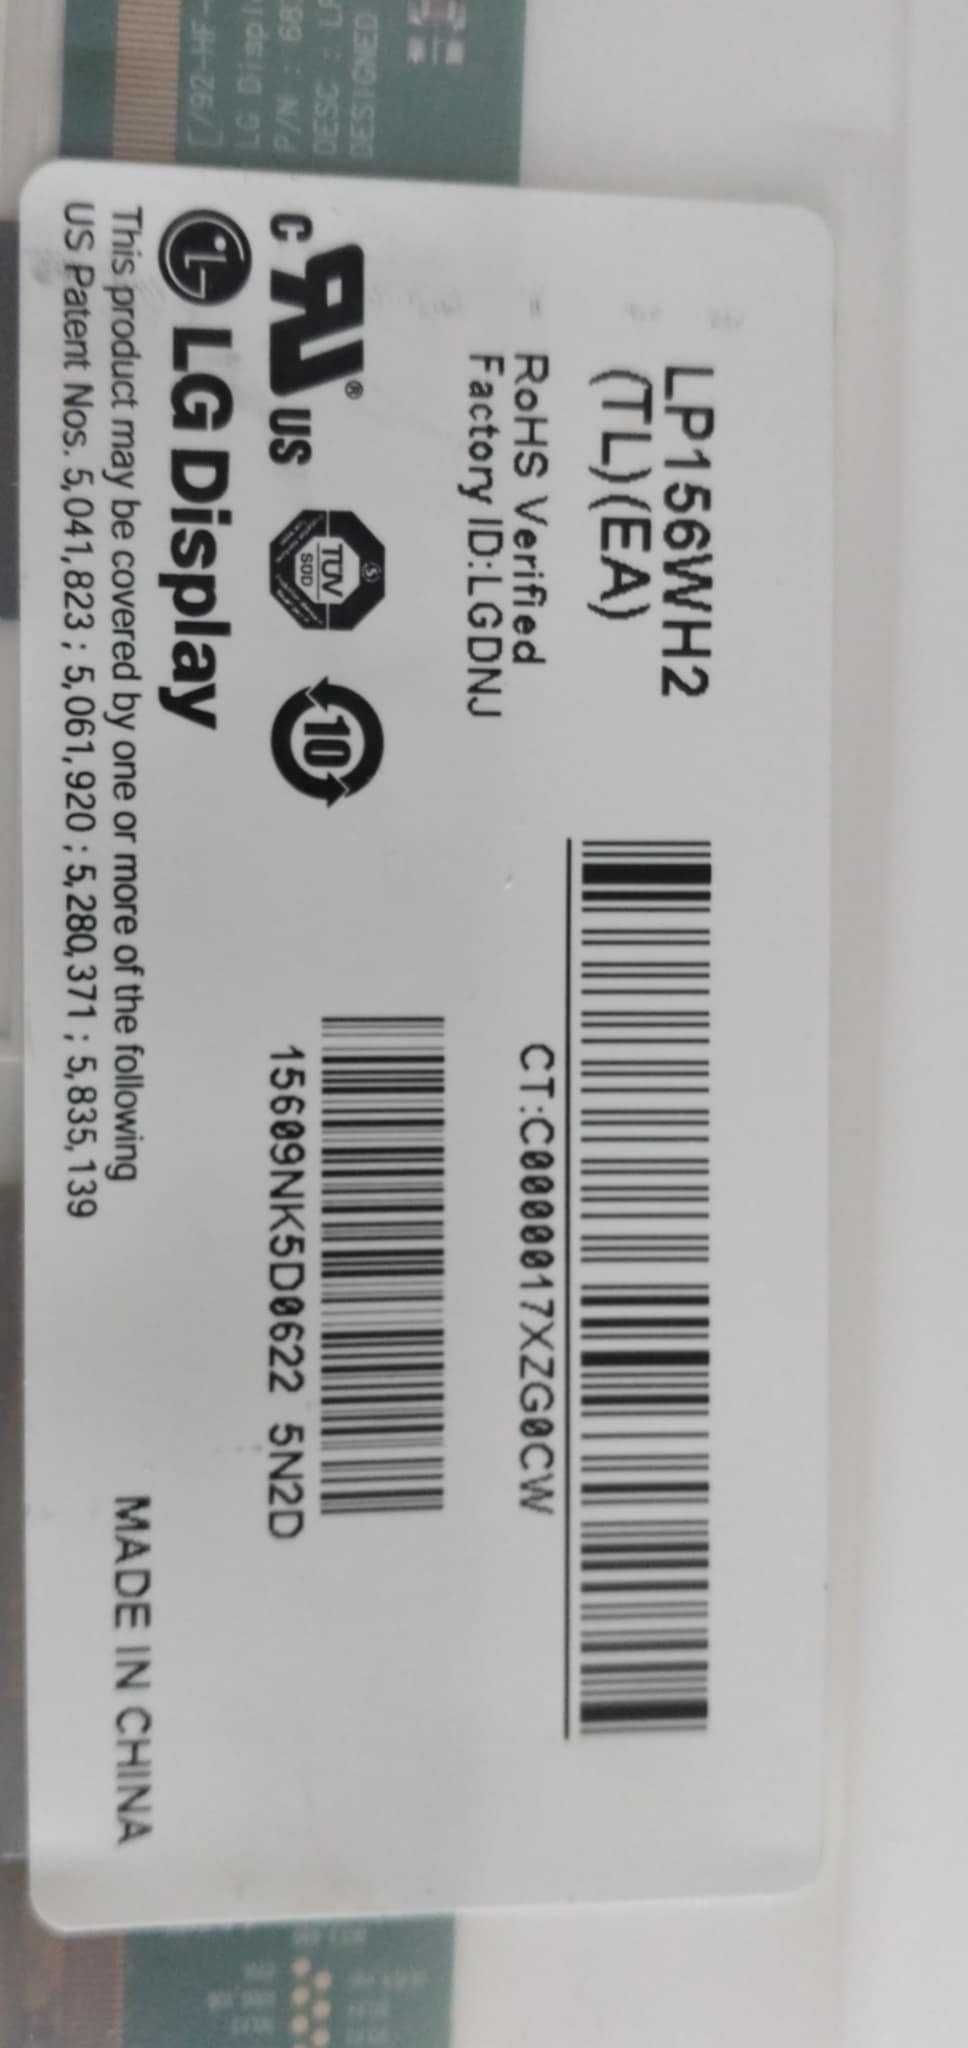 LP156WH2
(TL)(EA)
RoHS Verified
Factory ID:LGDNJ
CT:C0000017XZG0CW
c RU ® US
TÜV
SÜD
10
15609NK5D0622 5N2D
LG Display
This product may be covered by one or more of the following
US Patent Nos. 5,041,823 ; 5,061,920 ; 5,280,371 ; 5,835,139
MADE IN CHINA